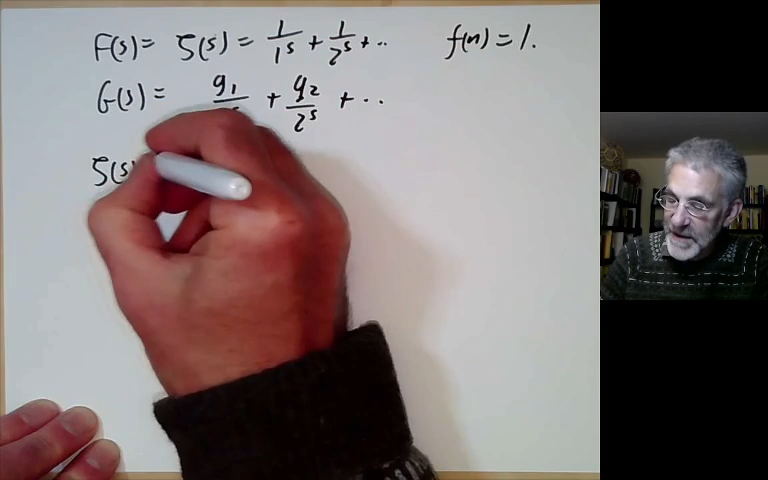 F(s) = ζ(s) = 1/1^s + 1/2^s + ·· f(n) = 1.
G(s) = g₁/ + g₂/2^s + ··
ζ(s